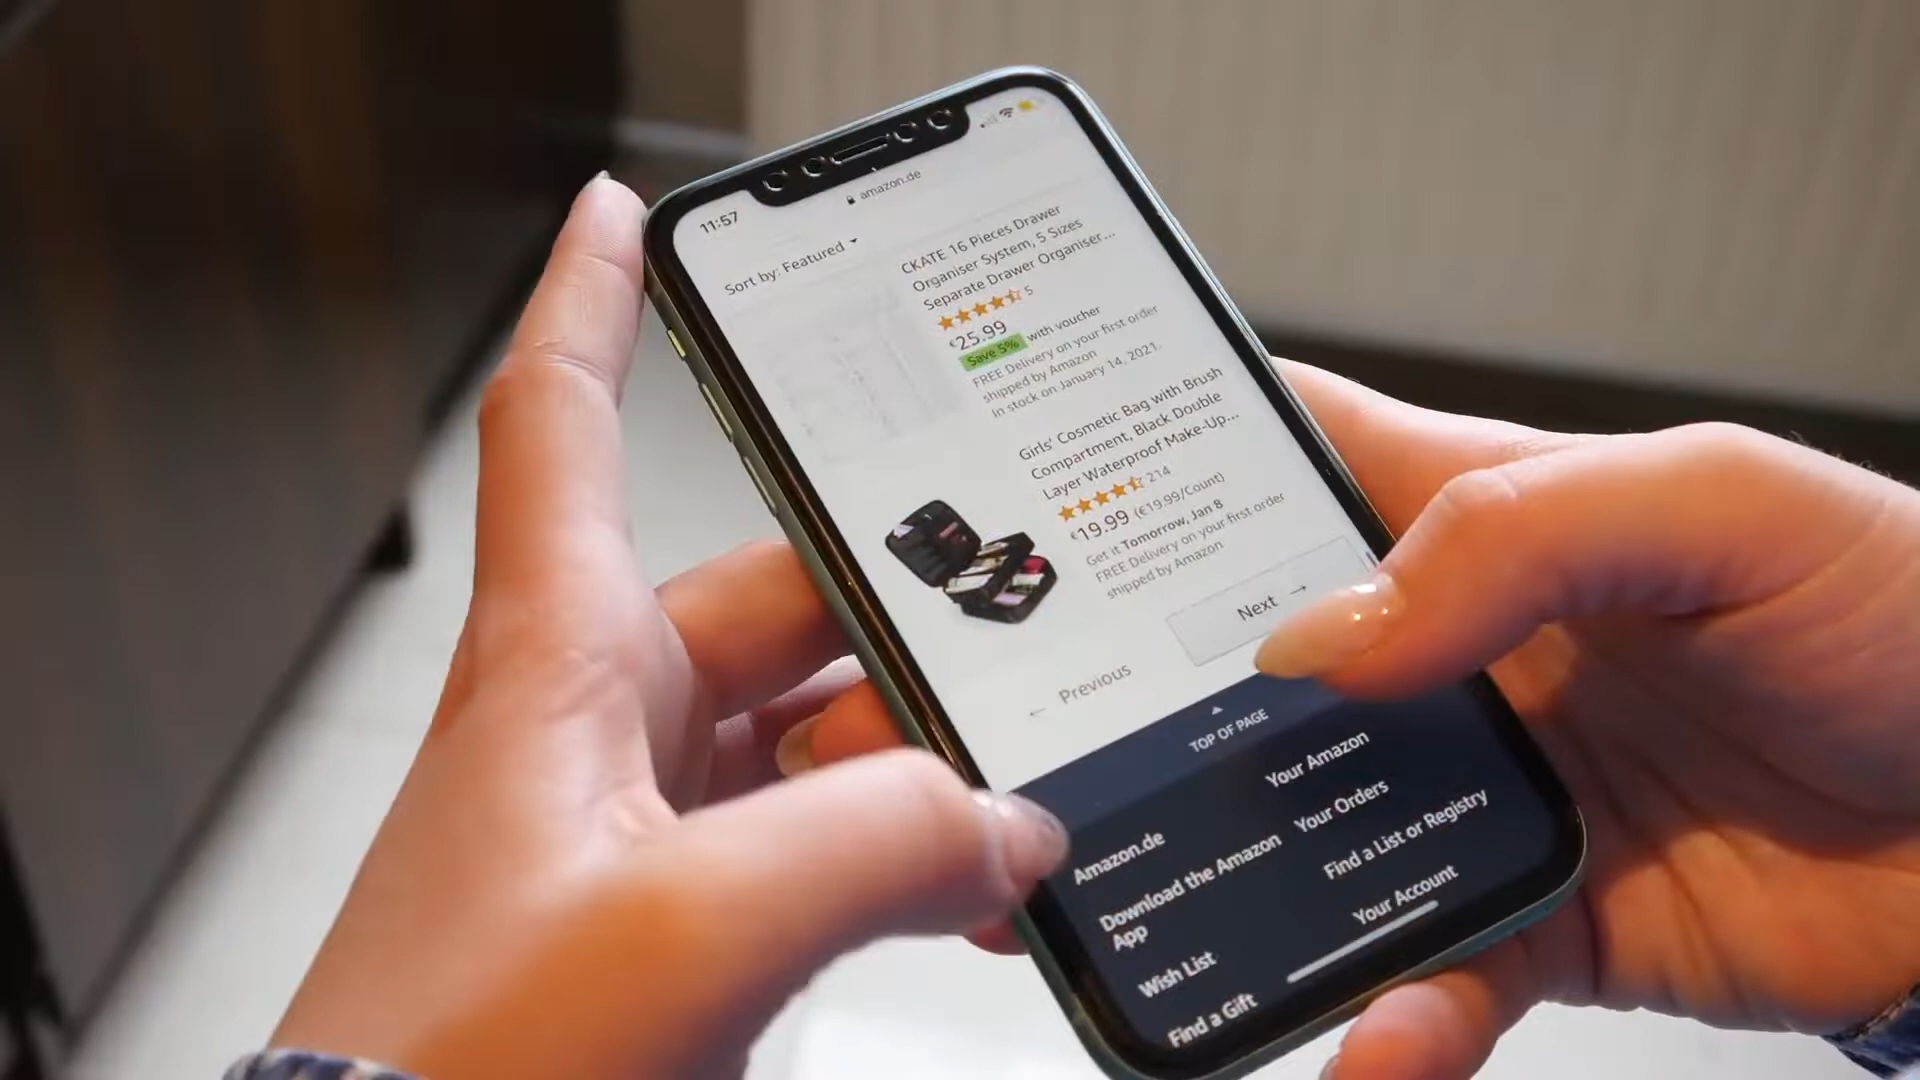 11:57
amazon.de
Sort by: Featured
CKATE 16 Pieces Drawer
Organiser System, 5 Sizes
Separate Drawer Organiser...
5
€25.99
Save 5% with voucher
FREE Delivery on your first order
shipped by Amazon
In stock on January 14, 2021.
Girls' Cosmetic Bag with Brush
Compartment, Black Double
Layer Waterproof Make-Up...
214
€19.99 (€19.99/Count)
Get it Tomorrow, Jan 8
FREE Delivery on your first order
shipped by Amazon
← Previous
Next →
TOP OF PAGE
Amazon.de
Your Amazon
Download the Amazon
App
Your Orders
Wish List
Find a List or Registry
Find a Gift
Your Account